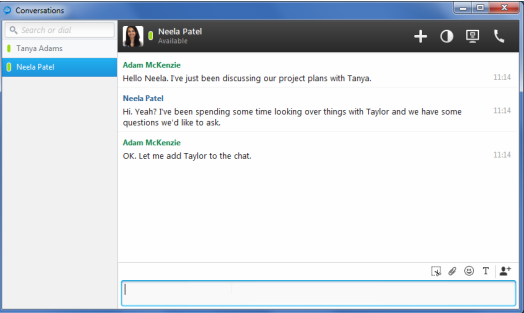 Conversations
Search or dial
Tanya Adams
Neela Patel
Neela Patel
Available
Adam McKenzie
Hello Neela. I've just been discussing our project plans with Tanya. 11:14
Neela Patel
Hi. Yeah? I've been spending some time looking over things with Taylor and we have some 11:14
questions we'd like to ask.
Adam McKenzie
OK. Let me add Taylor to the chat. 11:14
T